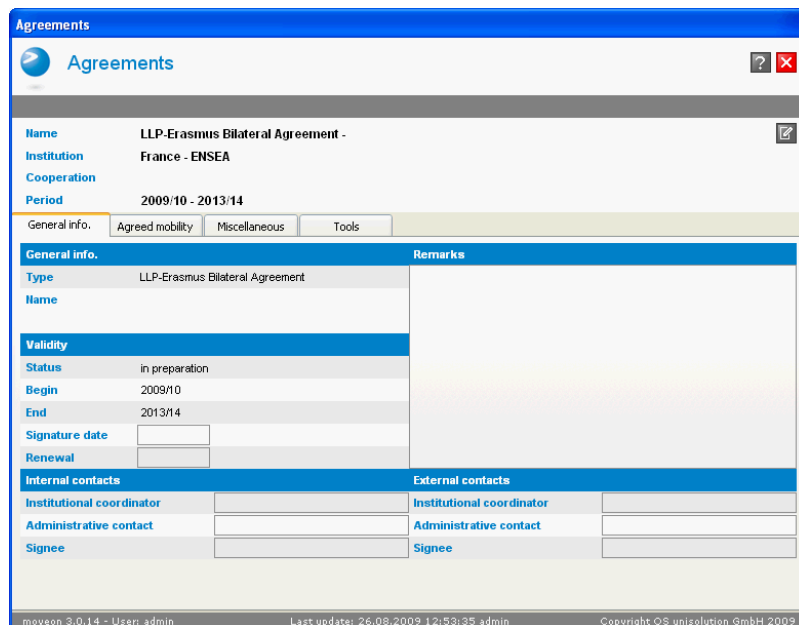 Agreements
Agreements
?
Name LLP-Erasmus Bilateral Agreement -
Institution France - ENSEA
Cooperation
Period 2009/10 - 2013/14
General info. Agreed mobility Miscellaneous Tools
General info. Remarks
Type LLP-Erasmus Bilateral Agreement
Name
Validity
Status in preparation
Begin 2009/10
End 2013/14
Signature date
Renewal
Internal contacts External contacts
Institutional coordinator Institutional coordinator
Administrative contact Administrative contact
Signee Signee
moveon 3.0.14 - User: admin Last update: 26.08.2009 12:53:35 admin Copyright QS unisolution GmbH 2009